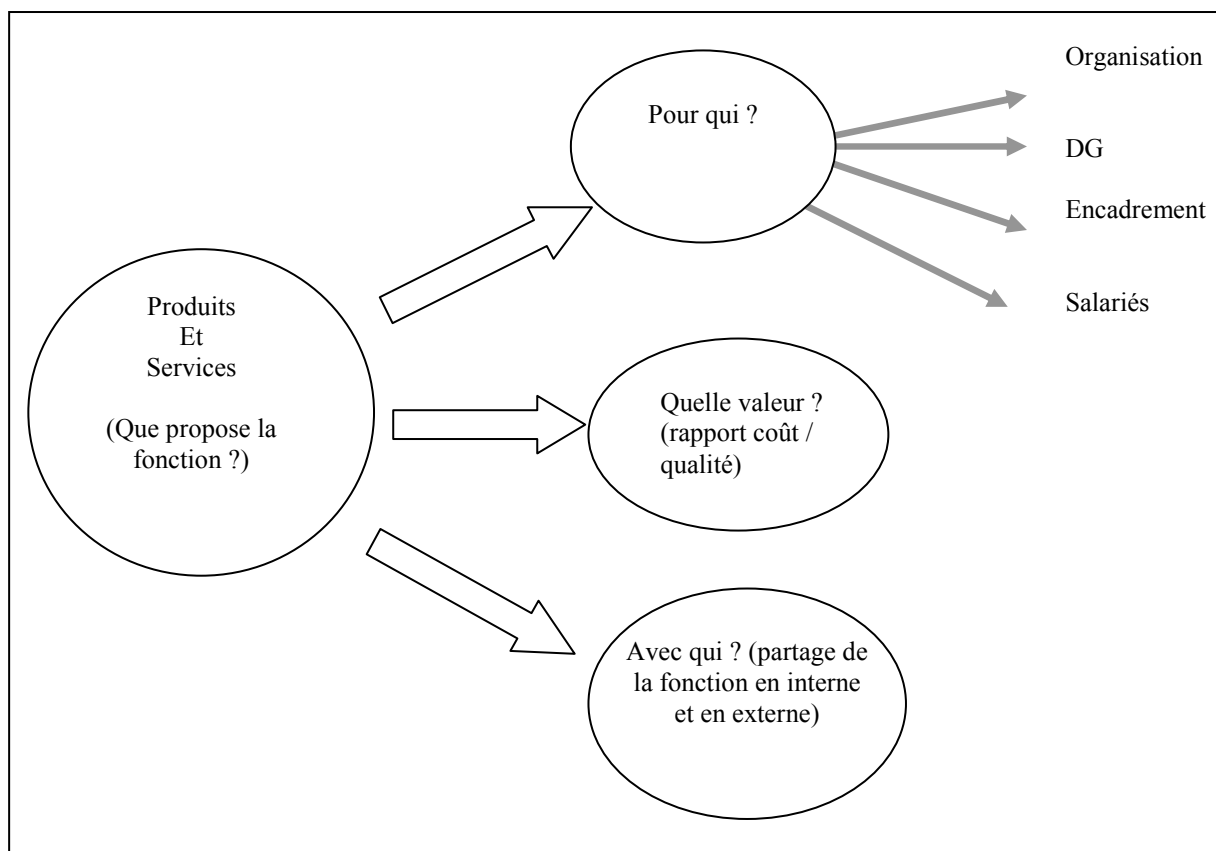 Produits
Et
Services
(Que propose la
fonction ?)
Pour qui ?
Organisation
DG
Encadrement
Salariés
Quelle valeur ?
(rapport coût /
qualité)
Avec qui ? (partage de
la fonction en interne
et en externe)